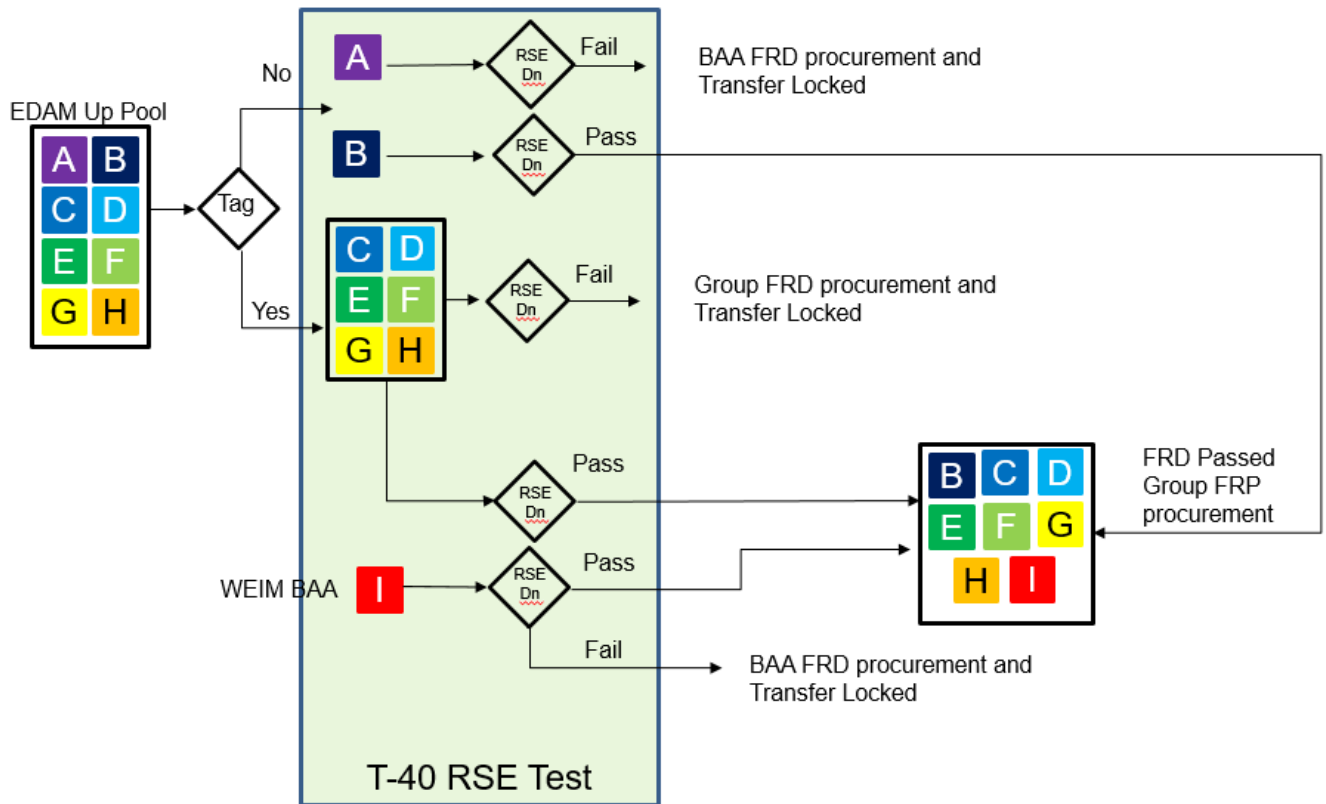 EDAM Up Pool
A B
C D
E F
G H
Tag
No
Yes
A
RSE
Dn
Fail
BAA FRD procurement and
Transfer Locked
B
RSE
Dn
Pass
C D
E F
G H
RSE
Dn
Fail
Group FRD procurement and
Transfer Locked
RSE
Dn
Pass
WEIM BAA
I
RSE
Dn
Pass
Fail
BAA FRD procurement and
Transfer Locked
B C D
E F G
H I
FRD Passed
Group FRP
procurement
T-40 RSE Test